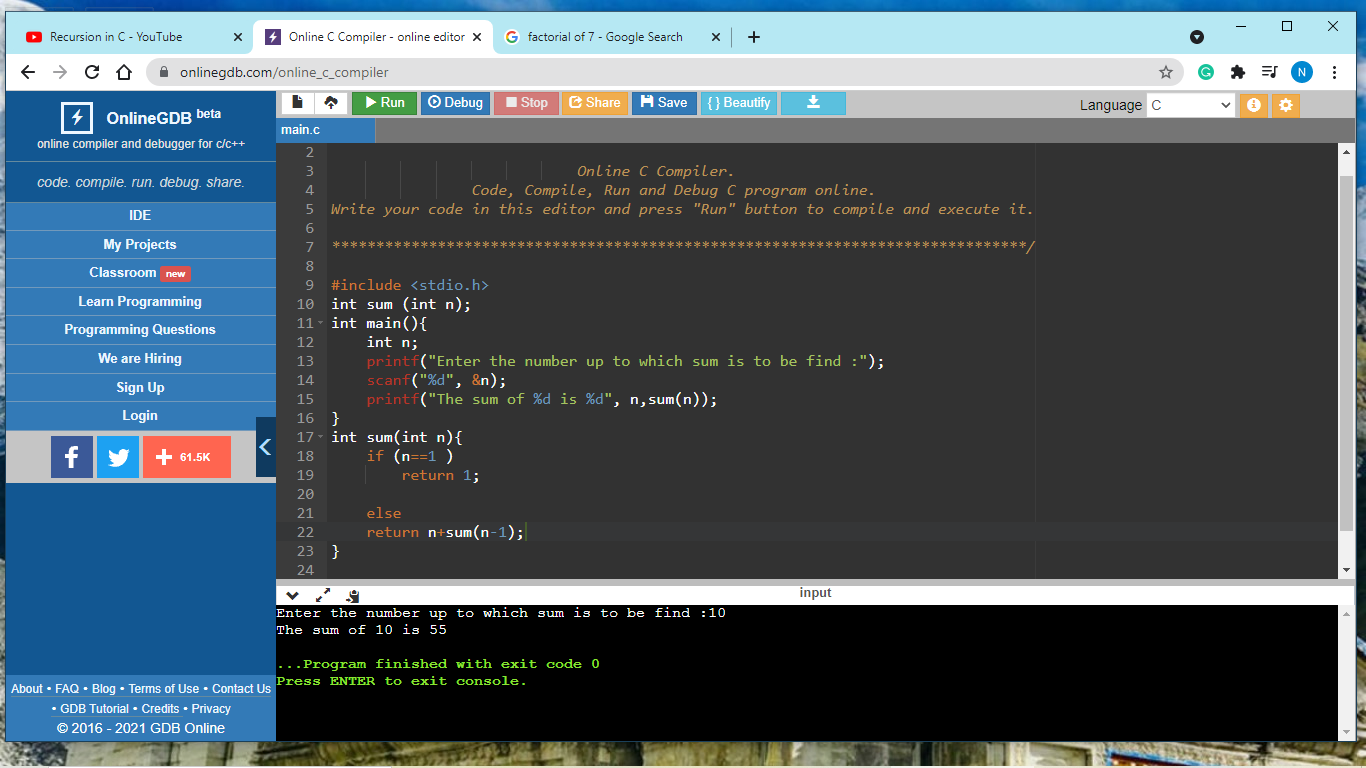 Recursion in C - YouTube
Online C Compiler - online editor
factorial of 7 - Google Search
onlinegdb.com/online_c_compiler
N
OnlineGDB beta
online compiler and debugger for c/c++
code. compile. run. debug. share.
IDE
My Projects
Classroom new
Learn Programming
Programming Questions
We are Hiring
Sign Up
Login
61.5K
About • FAQ • Blog • Terms of Use • Contact Us
• GDB Tutorial • Credits • Privacy
© 2016 - 2021 GDB Online
Run Debug Stop Share Save { } Beautify
Language C
main.c
2
3 Online C Compiler.
4 Code, Compile, Run and Debug C program online.
5 Write your code in this editor and press "Run" button to compile and execute it.
6
7 *******************************************************************************/
8
9 #include <stdio.h>
10 int sum (int n);
11 int main(){
12 int n;
13 printf("Enter the number up to which sum is to be find :");
14 scanf("%d", &n);
15 printf("The sum of %d is %d", n,sum(n));
16 }
17 int sum(int n){
18 if (n==1 )
19 return 1;
20
21 else
22 return n+sum(n-1);
23 }
24
input
Enter the number up to which sum is to be find :10
The sum of 10 is 55
...Program finished with exit code 0
Press ENTER to exit console.